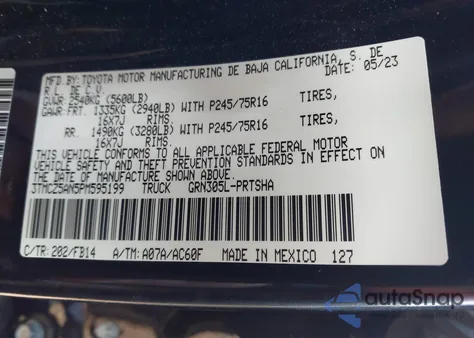 MFD. BY: TOYOTA MOTOR MANUFACTURING DE BAJA CALIFORNIA, S. DE
R L. DE C.V. 05/23
GVWR: 2540KG (5600LB)
GAWR: FRT. 1335KG (2940LB) WITH P245/75R16 TIRES,
16X7J RIMS.
RR. 1490KG (3280LB) WITH P245/75R16 TIRES,
16X7J RIMS.
THIS VEHICLE CONFORMS TO ALL APPLICABLE FEDERAL MOTOR
VEHICLE SAFETY AND THEFT PREVENTION STANDARDS IN EFFECT ON
THE DATE OF MANUFACTURE SHOWN ABOVE.
3TMCZ5AN5PM595199 TRUCK GRN305L-PRTSHA
C/TR: 202/FB14 A/TM: A07A/AC60F MADE IN MEXICO 127
autoSnap